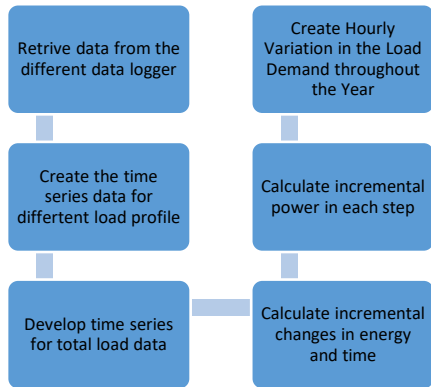 Retrive data from the
different data logger
Create the time
series data for
differtent load profile
Develop time series
for total load data
Calculate incremental
changes in energy
and time
Calculate incremental
power in each step
Create Hourly
Variation in the Load
Demand throughout
the Year